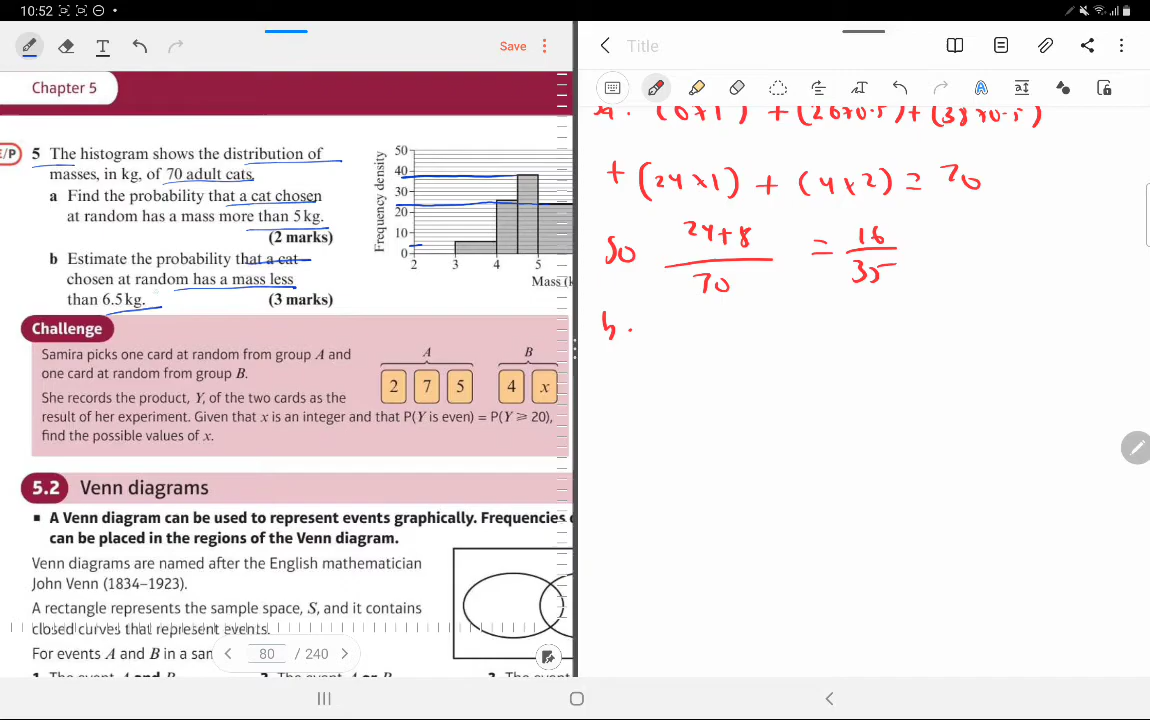 10:52
Save
Title
Chapter 5
E/P
5 The histogram shows the distribution of
masses, in kg, of 70 adult cats.
a Find the probability that a cat chosen
at random has a mass more than 5 kg.
(2 marks)
b Estimate the probability that a cat
chosen at random has a mass less
than 6.5 kg. (3 marks)
Frequency density
50
40
30
20
10
0
2 3 4 5
Mass (k
Challenge
Samira picks one card at random from group A and
one card at random from group B.
She records the product, Y, of the two cards as the
result of her experiment. Given that x is an integer and that P(Y is even) = P(Y ⩾ 20),
find the possible values of x.
A B
2 7 5 4 x
5.2 Venn diagrams
■ A Venn diagram can be used to represent events graphically. Frequencies
can be placed in the regions of the Venn diagram.
Venn diagrams are named after the English mathematician
John Venn (1834–1923).
A rectangle represents the sample space, S, and it contains
closed curves that represent events.
For events A and B in a sam
80 / 240
+ (24×1) + (4×2) = 70
So 24+8/70 = 16/35
b.